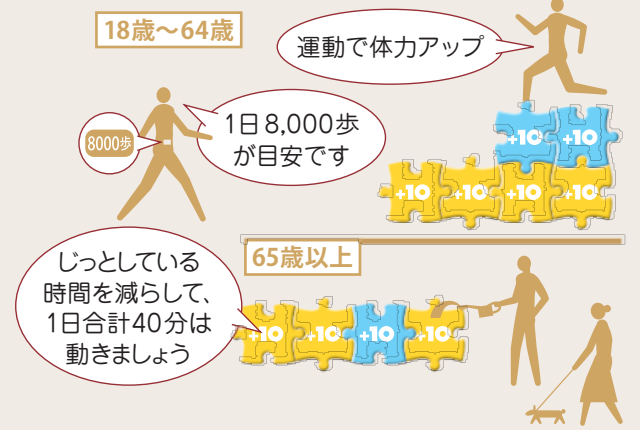 18歳～64歳
運動で体力アップ
8000歩
1日8,000歩
が目安です
+10 +10
+10 +10 +10 +10
65歳以上
じっとしている
時間を減らして、
1日合計40分は
動きましょう
+10 +10 +10 +10